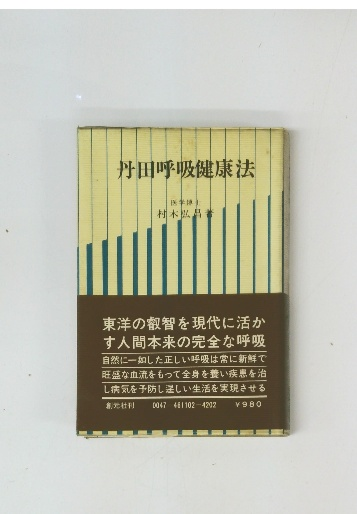 丹田呼吸健康法
医学博士
村木弘昌著
東洋の叡智を現代に活か
す人間本来の完全な呼吸
自然に一如した正しい呼吸は常に新鮮で
旺盛な血流をもって全身を養い疾患を治
し病気を予防し逞しい生活を実現させる
創元社刊 0047 461102-4202 ¥980